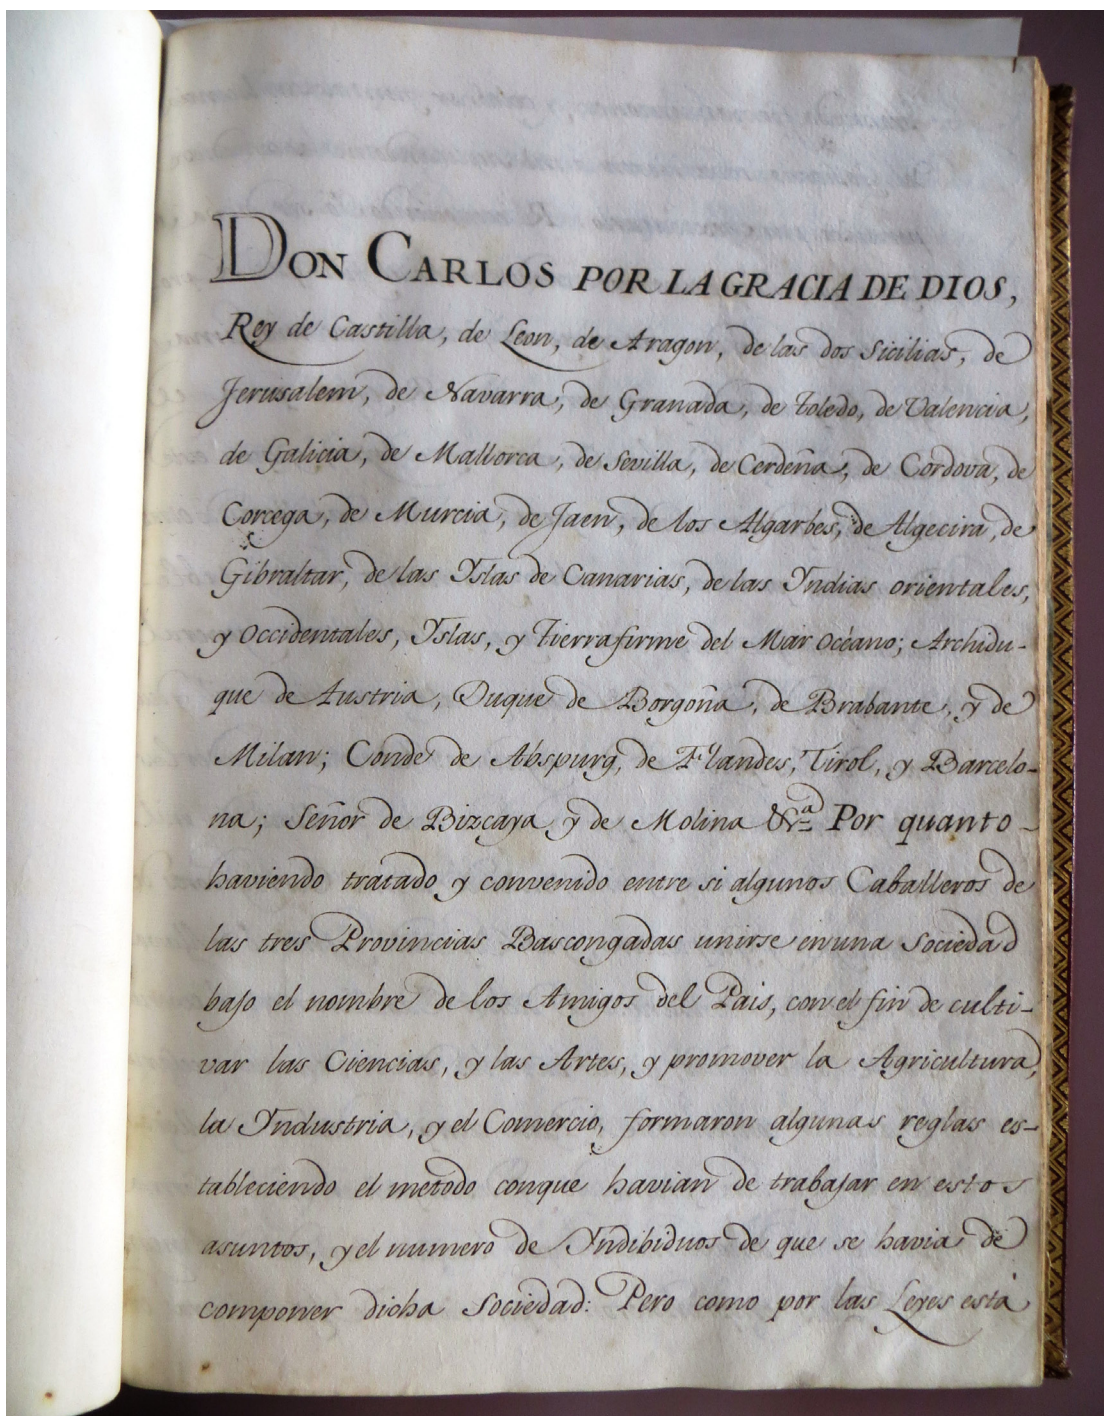 DON CARLOS POR LA GRACIA DE DIOS,
Rey de Castilla, de Leon, de Aragon, de las dos Sicilias, de
Jerusalem, de Navarra, de Granada, de Toledo, de Valencia,
de Galicia, de Mallorca, de Sevilla, de Cerdeña, de Cordova, de
Corcega, de Murcia, de Jaen, de los Algarbes, de Algecira, de
Gibraltar, de las Yslas de Canarias, de las Yndias orientales,
y Occidentales, Yslas, y Tierrafirme del Mar Océano; Archidu-
que de Austria, Duque de Borgoña, de Brabante, y de
Milan; Conde de Abspurg, de Flandes, Tirol, y Barcelo-
na; Señor de Bizcaya y de Molina &ª Por quanto
haviendo tratado y convenido entre si algunos Caballeros de
las tres Provincias Bascongadas unirse en una Sociedad
bajo el nombre de los Amigos del Pais, con el fin de culti-
var las Ciencias, y las Artes, y promover la Agricultura,
la Yndustria, y el Comercio, formaron algunas reglas es-
tableciendo el metodo conque havian de trabajar en estos
asuntos, y el numero de Yndibiduos de que se havia de
componer dicha Sociedad: Pero como por las Leyes está